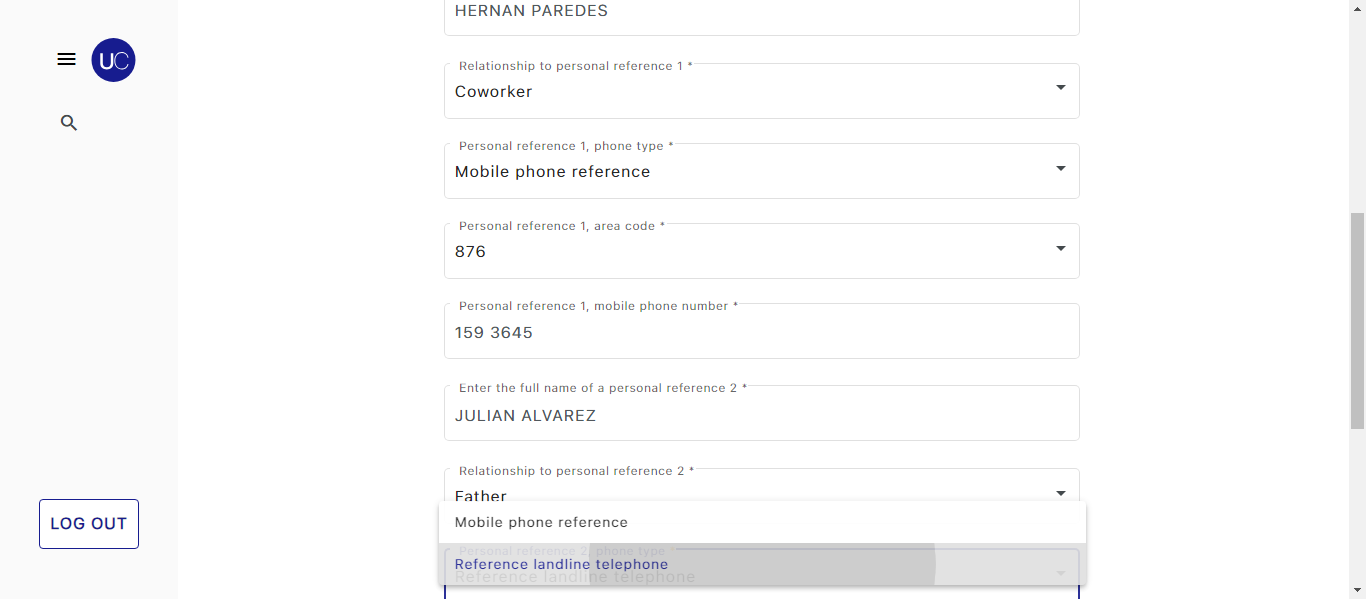 UC
LOG OUT
HERNAN PAREDES
Relationship to personal reference 1 *
Coworker
Personal reference 1, phone type *
Mobile phone reference
Personal reference 1, area code *
876
Personal reference 1, mobile phone number *
159 3645
Enter the full name of a personal reference 2 *
JULIAN ALVAREZ
Relationship to personal reference 2 *
Father
Mobile phone reference
Personal reference 2, phone type *
Reference landline telephone
Reference landline telephone